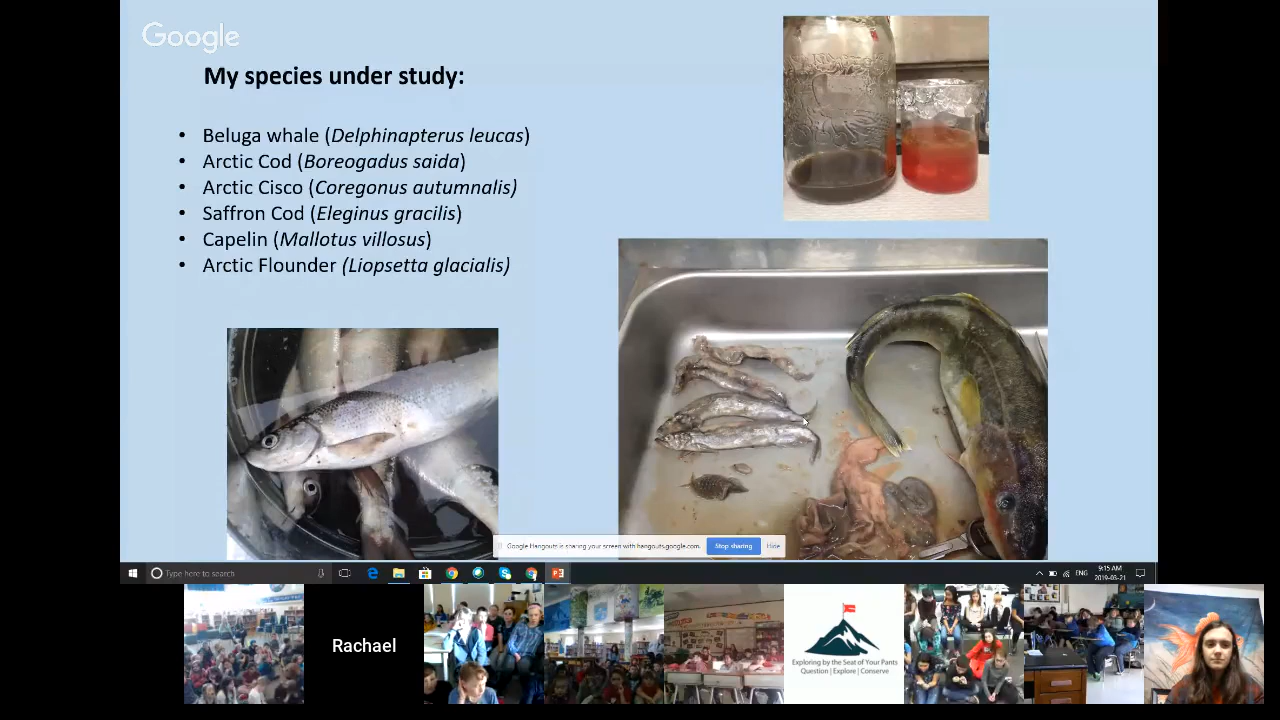 Google
My species under study:
• Beluga whale (Delphinapterus leucas)
• Arctic Cod (Boreogadus saida)
• Arctic Cisco (Coregonus autumnalis)
• Saffron Cod (Eleginus gracilis)
• Capelin (Mallotus villosus)
• Arctic Flounder (Liopsetta glacialis)
Google Hangouts is sharing your screen with hangouts.google.com.
Stop sharing
Hide
Type here to search
ENG
9:15 AM
2019-03-21
Rachael
Exploring by the Seat of Your Pants
Question | Explore | Conserve